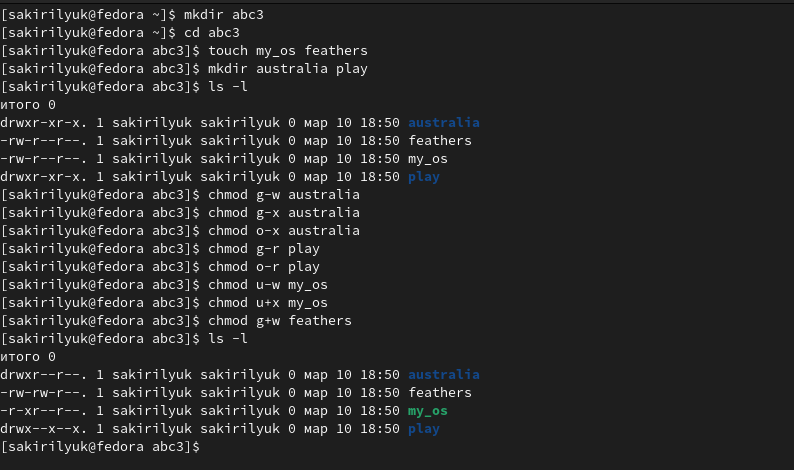 [sakirilyuk@fedora ~]$ mkdir abc3
[sakirilyuk@fedora ~]$ cd abc3
[sakirilyuk@fedora abc3]$ touch my_os feathers
[sakirilyuk@fedora abc3]$ mkdir australia play
[sakirilyuk@fedora abc3]$ ls -l
итого 0
drwxr-xr-x. 1 sakirilyuk sakirilyuk 0 мар 10 18:50 australia
-rw-r--r--. 1 sakirilyuk sakirilyuk 0 мар 10 18:50 feathers
-rw-r--r--. 1 sakirilyuk sakirilyuk 0 мар 10 18:50 my_os
drwxr-xr-x. 1 sakirilyuk sakirilyuk 0 мар 10 18:50 play
[sakirilyuk@fedora abc3]$ chmod g-w australia
[sakirilyuk@fedora abc3]$ chmod g-x australia
[sakirilyuk@fedora abc3]$ chmod o-x australia
[sakirilyuk@fedora abc3]$ chmod g-r play
[sakirilyuk@fedora abc3]$ chmod o-r play
[sakirilyuk@fedora abc3]$ chmod u-w my_os
[sakirilyuk@fedora abc3]$ chmod u+x my_os
[sakirilyuk@fedora abc3]$ chmod g+w feathers
[sakirilyuk@fedora abc3]$ ls -l
итого 0
drwxr--r--. 1 sakirilyuk sakirilyuk 0 мар 10 18:50 australia
-rw-rw-r--. 1 sakirilyuk sakirilyuk 0 мар 10 18:50 feathers
-r-xr--r--. 1 sakirilyuk sakirilyuk 0 мар 10 18:50 my_os
drwx--x--x. 1 sakirilyuk sakirilyuk 0 мар 10 18:50 play
[sakirilyuk@fedora abc3]$